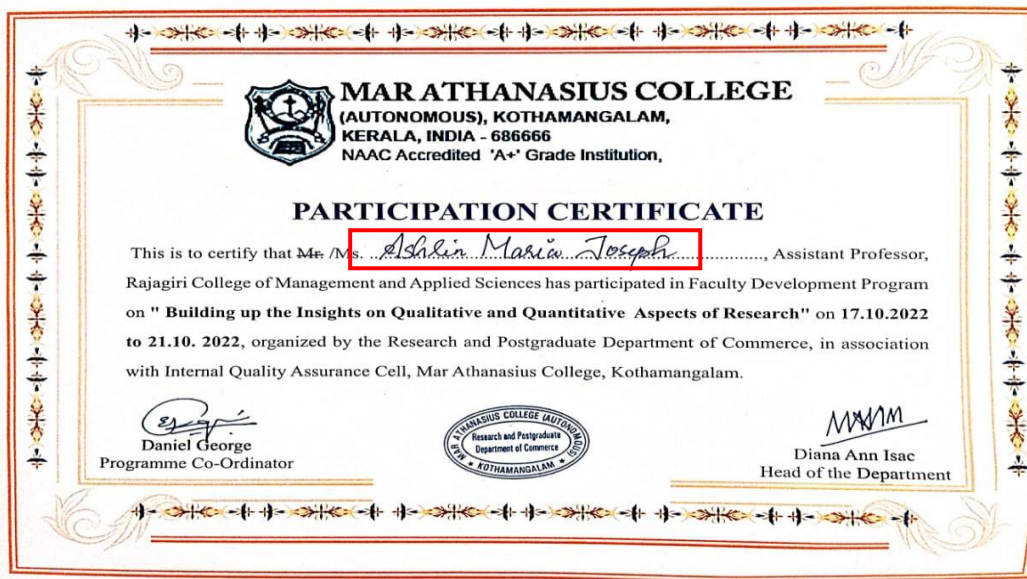 MAR ATHANASIUS COLLEGE
(AUTONOMOUS), KOTHAMANGALAM,
KERALA, INDIA - 686666
NAAC Accredited 'A+' Grade Institution,
PARTICIPATION CERTIFICATE
This is to certify that Mr. /Ms. ..Ashlin Maria Joseph...................., Assistant Professor,
Rajagiri College of Management and Applied Sciences has participated in Faculty Development Program
on " Building up the Insights on Qualitative and Quantitative Aspects of Research" on 17.10.2022
to 21.10. 2022, organized by the Research and Postgraduate Department of Commerce, in association
with Internal Quality Assurance Cell, Mar Athanasius College, Kothamangalam.
Daniel George
Programme Co-Ordinator
MAR ATHANASIUS COLLEGE (AUTONOMOUS)
Research and Postgraduate
Department of Commerce
KOTHAMANGALAM
Diana Ann Isac
Head of the Department